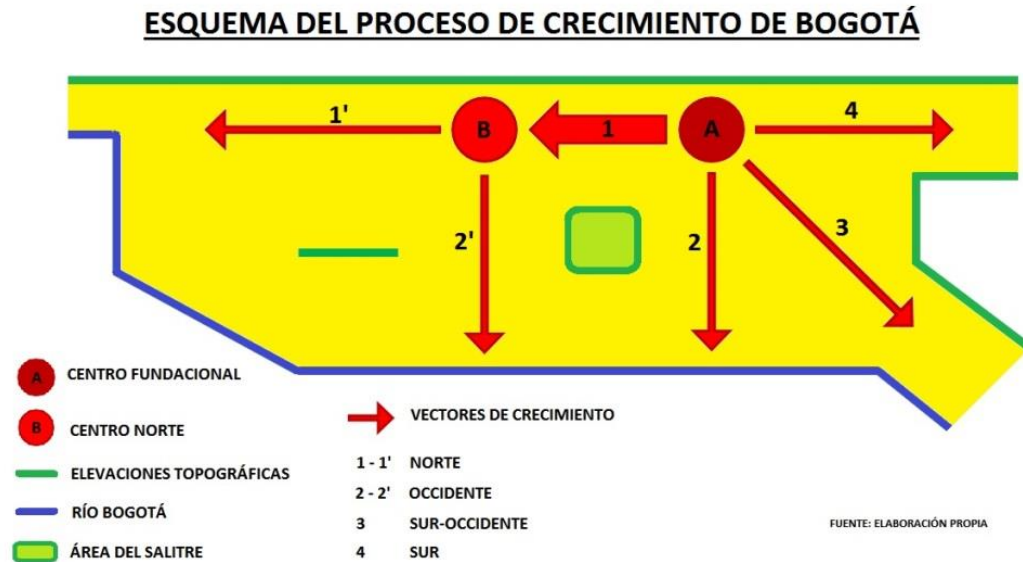 ESQUEMA DEL PROCESO DE CRECIMIENTO DE BOGOTÁ
1'
B
1
A
4
2'
2
3
A CENTRO FUNDACIONAL
B CENTRO NORTE
ELEVACIONES TOPOGRÁFICAS
RÍO BOGOTÁ
ÁREA DEL SALITRE
VECTORES DE CRECIMIENTO
1 - 1' NORTE
2 - 2' OCCIDENTE
3 SUR-OCCIDENTE
4 SUR
FUENTE: ELABORACIÓN PROPIA